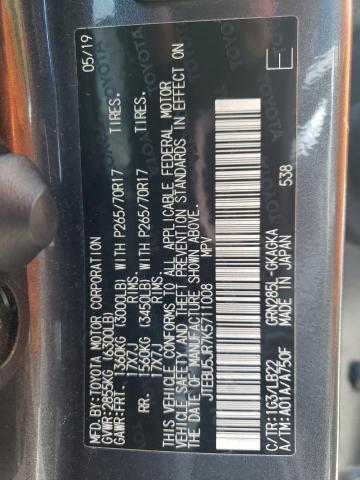 MFD. BY:TOYOTA MOTOR CORPORATION 05/19
GVWR:2855KG (6300LB)
GAWR:FRT. 1360KG (3000LB) WITH P265/70R17 TIRES.
17X7J RIMS.
RR. 1560KG (3450LB) WITH P265/70R17 TIRES.
17X7J RIMS.
THIS VEHICLE CONFORMS TO ALL APPLICABLE FEDERAL MOTOR
VEHICLE SAFETY AND THEFT PREVENTION STANDARDS IN EFFECT ON
THE DATE OF MANUFACTURE SHOWN ABOVE.
JTEBU5JR7K5711008 MPV
E
C/TR:1G3/LB22 GRN285L-GKAGKA
A/TM:A01A/A750F MADE IN JAPAN 538